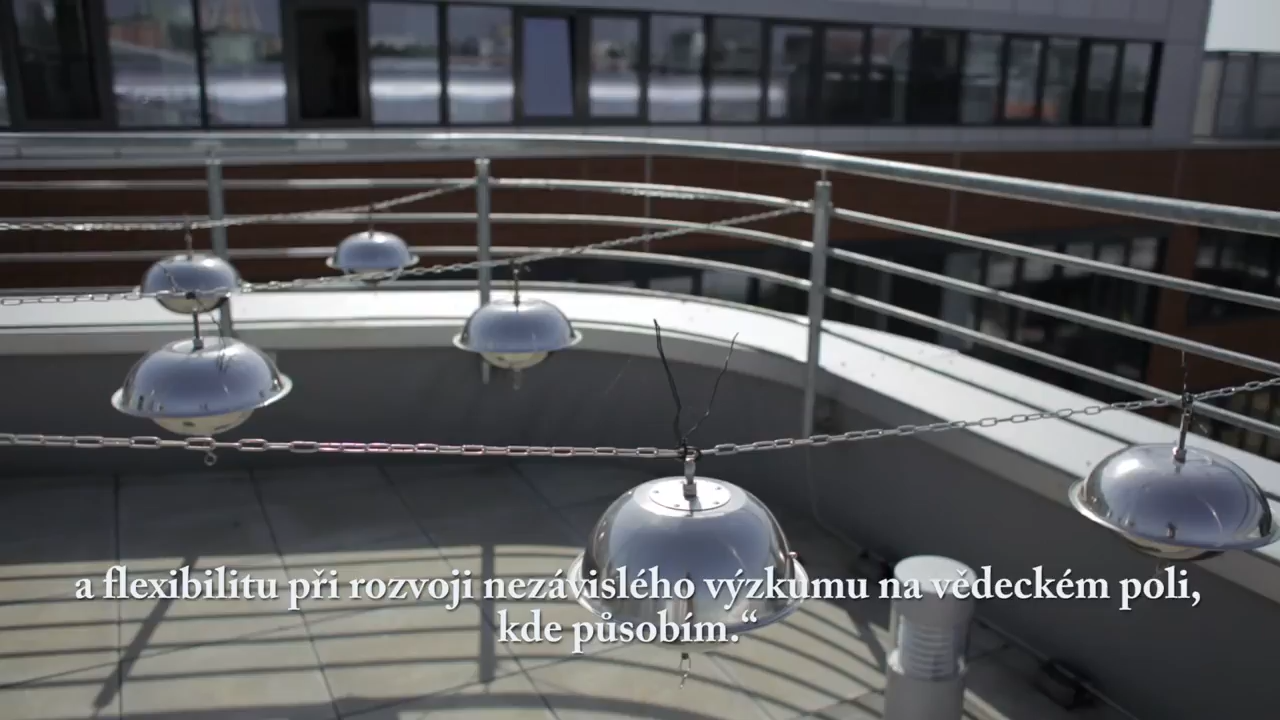 a flexibilitu při rozvoji nezávislého výzkumu na vědeckém poli,
kde působím.“